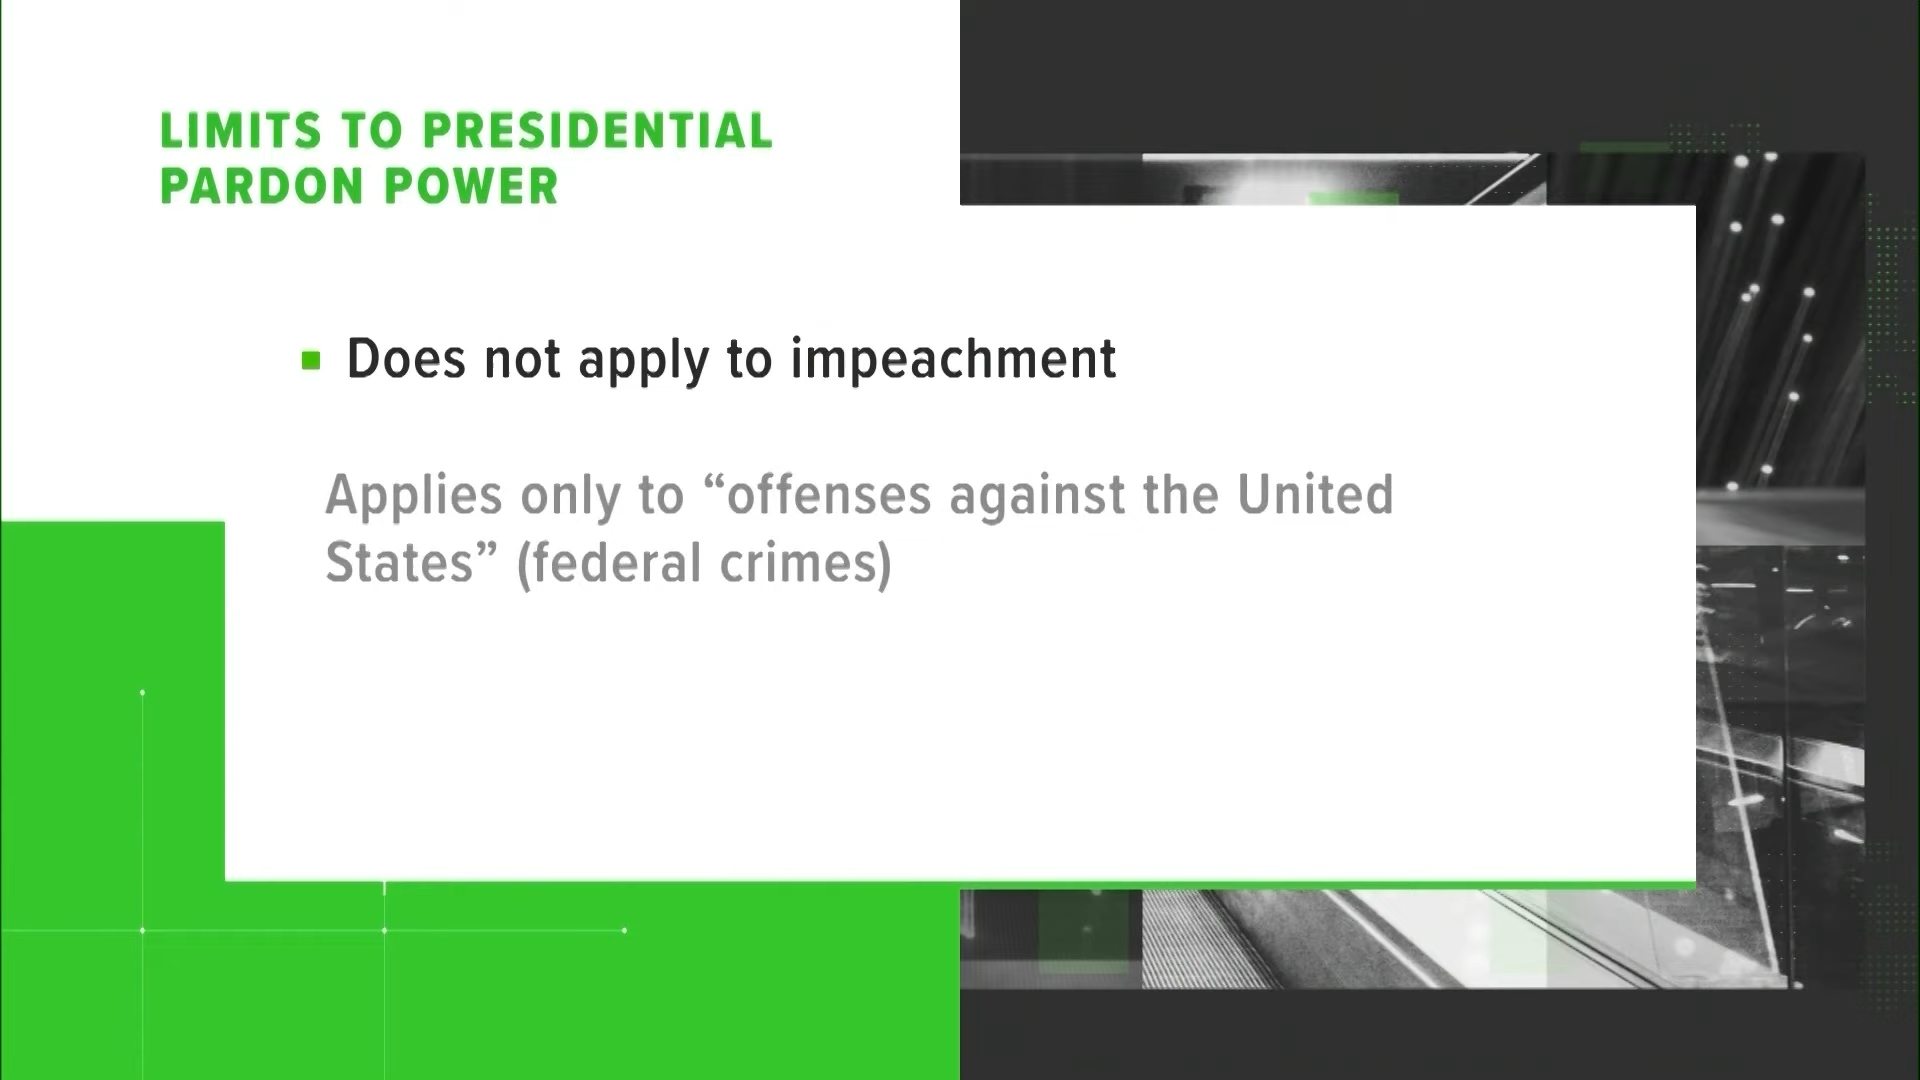 LIMITS TO PRESIDENTIAL
PARDON POWER
Does not apply to impeachment
Applies only to “offenses against the United
States” (federal crimes)